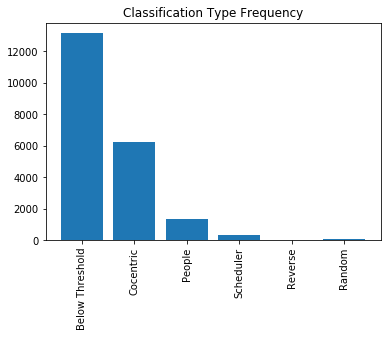 Classification Type Frequency
12000
10000
8000
6000
4000
2000
0
Below Threshold
Cocentric
People
Scheduler
Reverse
Random